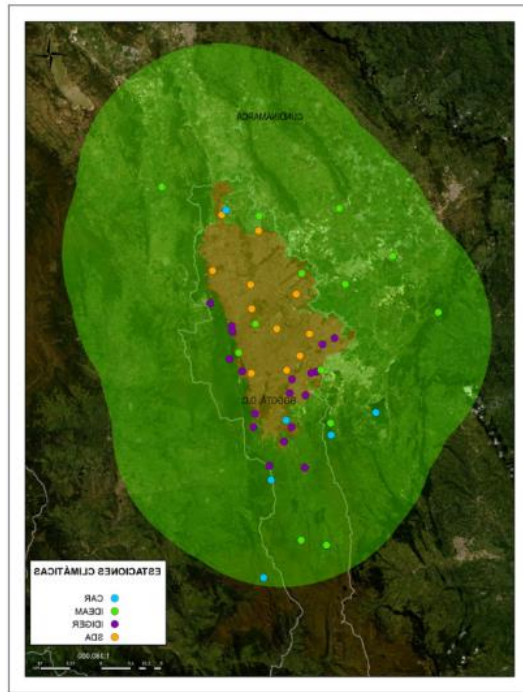 CUNDINAMARCA
BOGOTÁ, D.C.
ESTACIONES CLIMÁTICAS
CAR
IDEAM
IDIGER
SDA